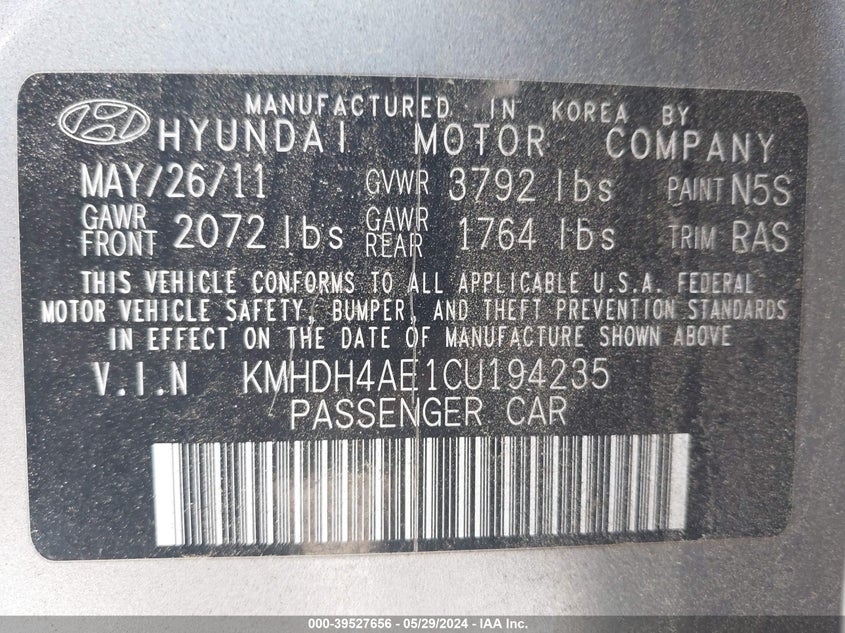 MANUFACTURED IN KOREA BY
HYUNDAI MOTOR COMPANY
MAY/26/11 GVWR 3792 lbs PAINT N5S
GAWR FRONT 2072 lbs GAWR REAR 1764 lbs TRIM RAS
THIS VEHICLE CONFORMS TO ALL APPLICABLE U.S.A. FEDERAL
MOTOR VEHICLE SAFETY, BUMPER, AND THEFT PREVENTION STANDARDS
IN EFFECT ON THE DATE OF MANUFACTURE SHOWN ABOVE
V.I.N KMHDH4AE1CU194235
PASSENGER CAR
000-39527656 - 05/29/2024 - IAA Inc.